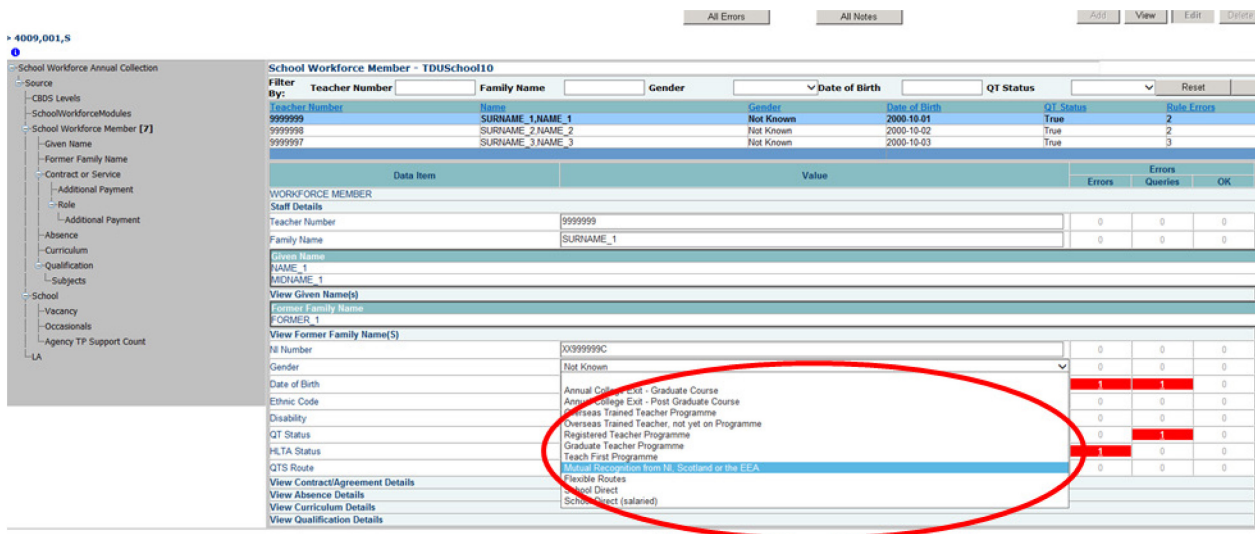 All Errors All Notes Add View Edit Delete
4009,001,S
School Workforce Annual Collection
Source
CBDS Levels
SchoolWorkforceModules
School Workforce Member [7]
Given Name
Former Family Name
Contract or Service
Additional Payment
Role
Additional Payment
Absence
Curriculum
Qualification
Subjects
School
Vacancy
Occasionals
Agency TP Support Count
LA
School Workforce Member - TDUSchool10
Filter By: Teacher Number Family Name Gender Date of Birth QT Status Reset
Teacher Number Name Gender Date of Birth QT Status Rule Errors
9999999 SURNAME_1,NAME_1 Not Known 2000-10-01 True 2
9999998 SURNAME_2,NAME_2 Not Known 2000-10-02 True 2
9999997 SURNAME_3,NAME_3 Not Known 2000-10-03 True 3
Data Item Value Errors
Errors Queries OK
WORKFORCE MEMBER
Staff Details
Teacher Number 9999999 0 0 0
Family Name SURNAME_1 0 0 0
Given Name
NAME_1
MIDNAME_1
View Given Name(s)
Former Family Name
FORMER_1
View Former Family Name(S)
NI Number XX999999C 0 0 0
Gender Not Known 0 0 0
Date of Birth 1 1 0
Ethnic Code 0 0 0
Disability 0 0 0
QT Status 0 1 0
HLTA Status 1 0 0
QTS Route 0 0 0
Annual College Exit - Graduate Course
Annual College Exit - Post Graduate Course
Overseas Trained Teacher Programme
Overseas Trained Teacher, not yet on Programme
Registered Teacher Programme
Graduate Teacher Programme
Teach First Programme
Mutual Recognition from NI, Scotland or the EEA
Flexible Routes
School Direct
School Direct (salaried)
View Contract/Agreement Details
View Absence Details
View Curriculum Details
View Qualification Details